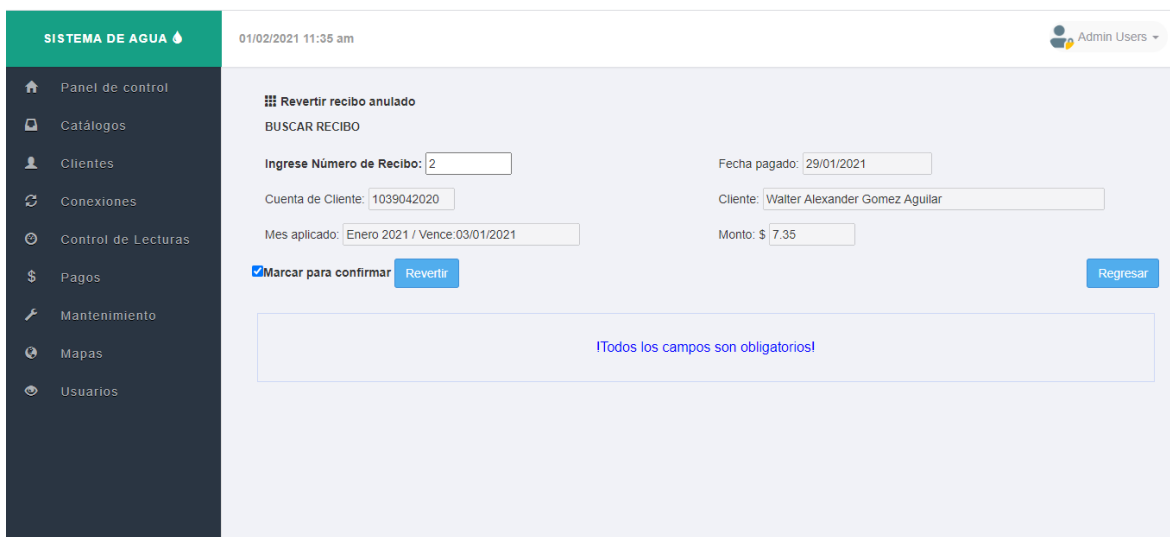 SISTEMA DE AGUA
01/02/2021 11:35 am
Admin Users
Panel de control
Catálogos
Clientes
Conexiones
Control de Lecturas
Pagos
Mantenimiento
Mapas
Usuarios
Revertir recibo anulado
BUSCAR RECIBO
Ingrese Número de Recibo: 2
Fecha pagado: 29/01/2021
Cuenta de Cliente: 1039042020
Cliente: Walter Alexander Gomez Aguilar
Mes aplicado: Enero 2021 / Vence:03/01/2021
Monto: $ 7.35
Marcar para confirmar Revertir
Regresar
!Todos los campos son obligatorios!